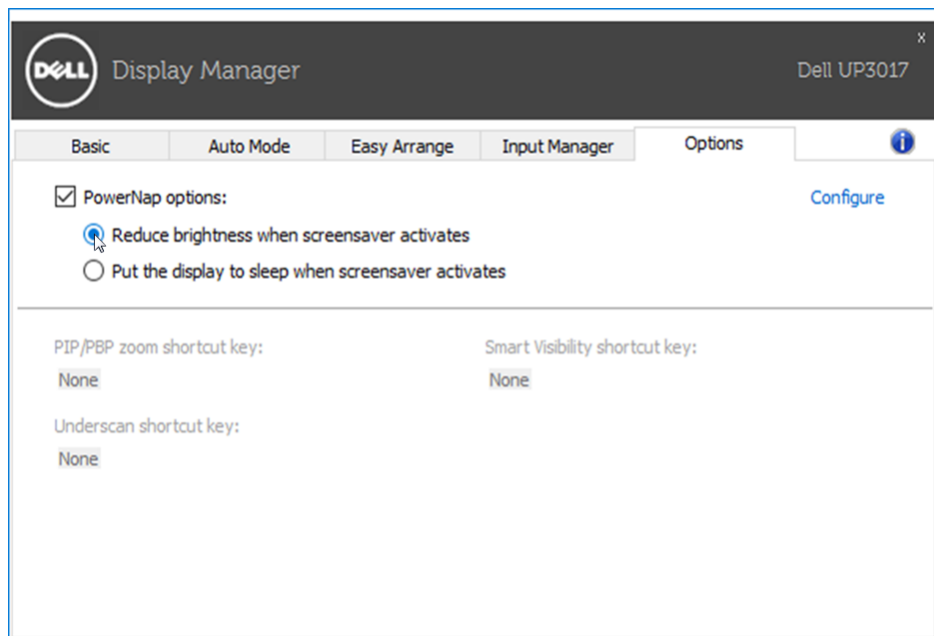 x
DELL Display Manager Dell UP3017
Basic Auto Mode Easy Arrange Input Manager Options i
PowerNap options: Configure
Reduce brightness when screensaver activates
Put the display to sleep when screensaver activates
PIP/PBP zoom shortcut key: Smart Visibility shortcut key:
None None
Underscan shortcut key:
None